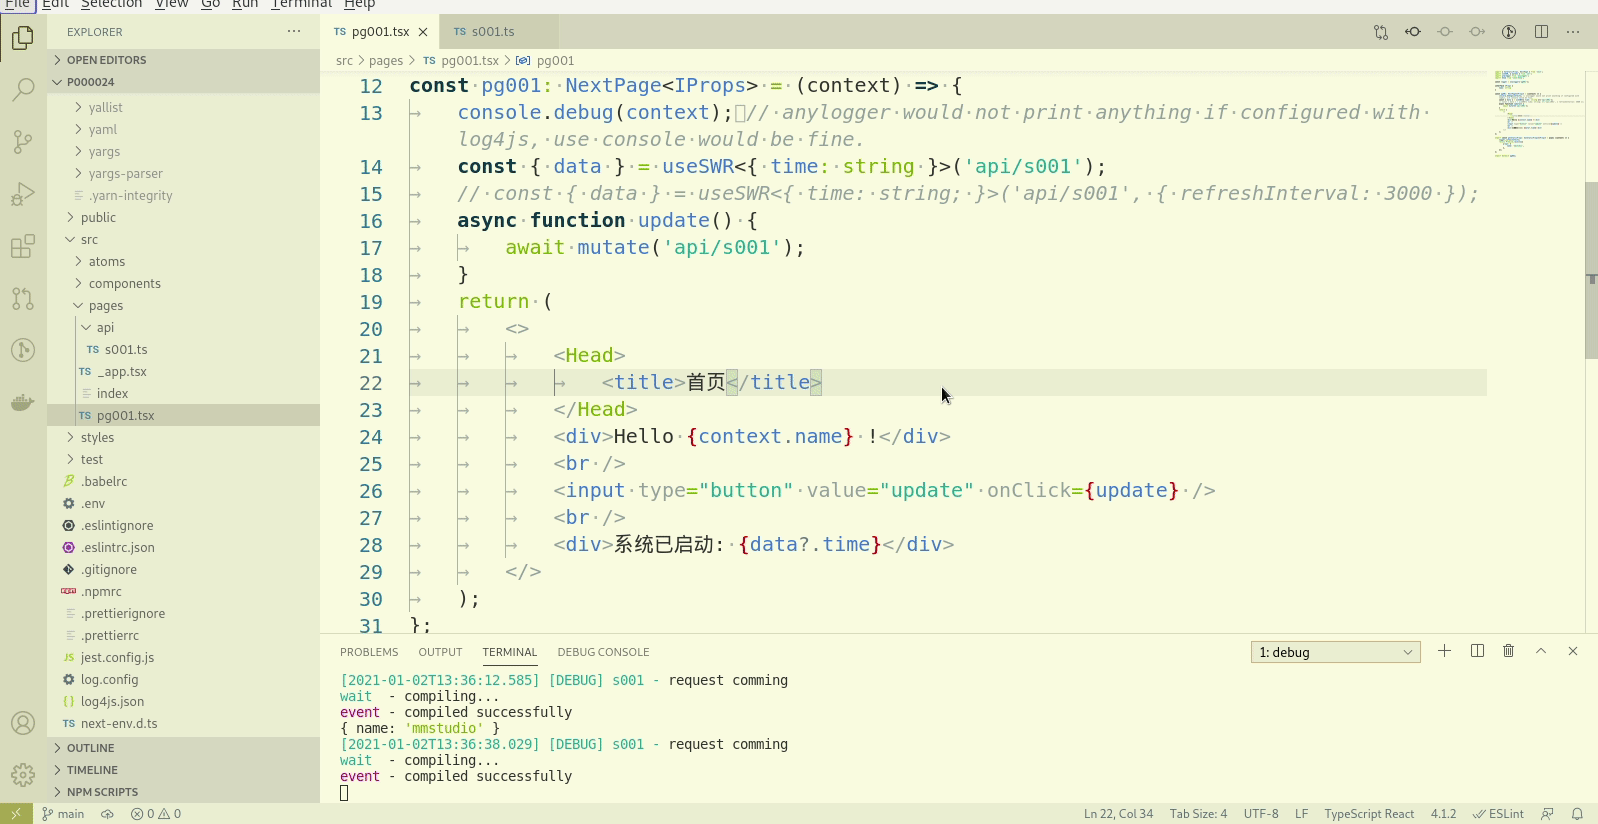 File Edit Selection View Go Run Terminal Help
EXPLORER
OPEN EDITORS
P000024
yallist
yaml
yargs
yargs-parser
.yarn-integrity
public
src
atoms
components
pages
api
TS s001.ts
TS _app.tsx
index
TS pg001.tsx
styles
test
.babelrc
.env
.eslintignore
.eslintrc.json
.gitignore
.npmrc
.prettierignore
.prettierrc
JS jest.config.js
log.config
{ } log4js.json
TS next-env.d.ts
OUTLINE
TIMELINE
NPM SCRIPTS
TS pg001.tsx
TS s001.ts
src > pages > TS pg001.tsx > pg001
12 const pg001: NextPage<IProps> = (context) => {
13 console.debug(context); // anylogger would not print anything if configured with
log4js, use console would be fine.
14 const { data } = useSWR<{ time: string }>('api/s001');
15 // const { data } = useSWR<{ time: string; }>('api/s001', { refreshInterval: 3000 });
16 async function update() {
17 await mutate('api/s001');
18 }
19 return (
20 <>
21 <Head>
22 <title>首页</title>
23 </Head>
24 <div>Hello {context.name} !</div>
25 <br />
26 <input type="button" value="update" onClick={update} />
27 <br />
28 <div>系统已启动: {data?.time}</div>
29 </>
30 );
31 };
PROBLEMS OUTPUT TERMINAL DEBUG CONSOLE
1: debug
[2021-01-02T13:36:12.585] [DEBUG] s001 - request comming
wait - compiling...
event - compiled successfully
{ name: 'mmstudio' }
[2021-01-02T13:36:38.029] [DEBUG] s001 - request comming
wait - compiling...
event - compiled successfully
main 0 0
Ln 22, Col 34 Tab Size: 4 UTF-8 LF TypeScript React 4.1.2 ESLint